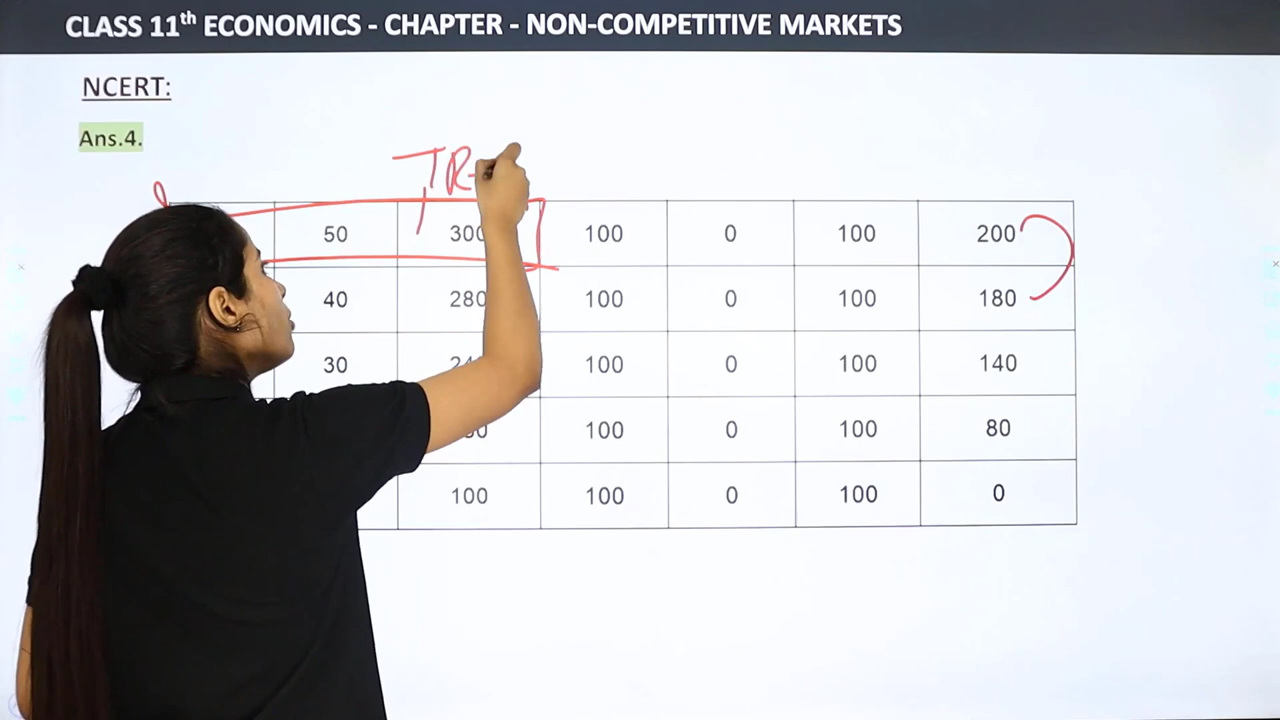 CLASS 11th ECONOMICS - CHAPTER - NON-COMPETITIVE MARKETS
NCERT:
Ans.4.
TR-
50 300 100 0 100 200
40 280 100 0 100 180
30 100 0 100 140
100 0 100 80
100 100 0 100 0